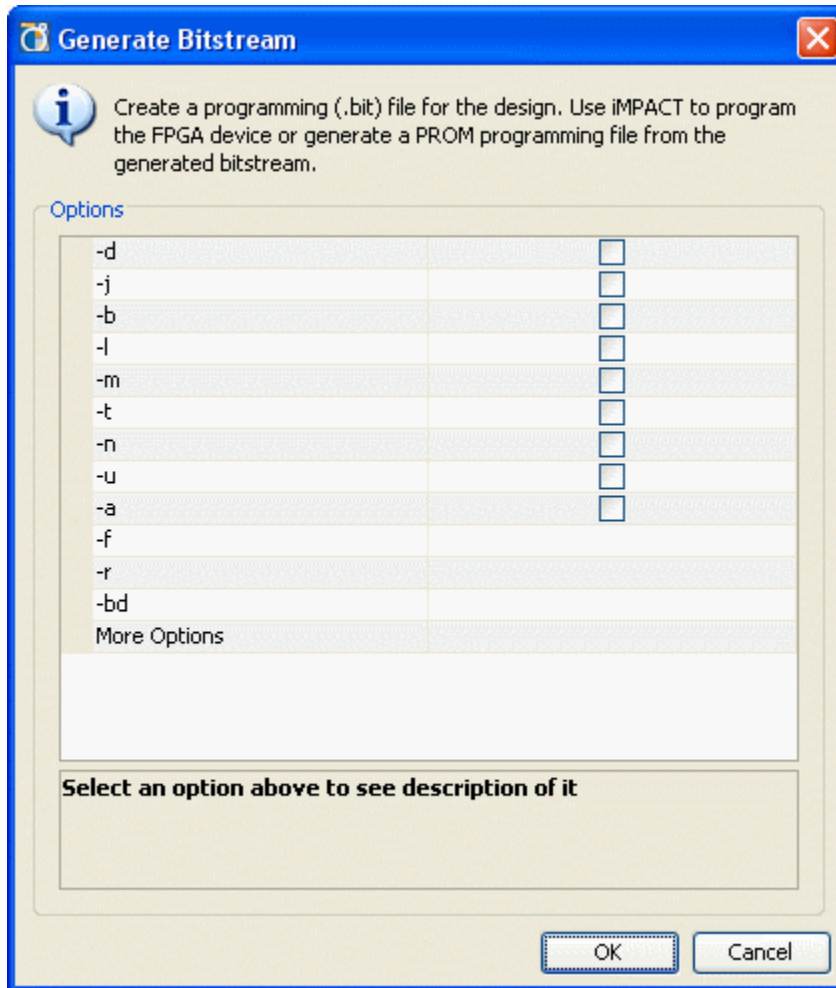 Generate Bitstream
Create a programming (.bit) file for the design. Use iMPACT to program
the FPGA device or generate a PROM programming file from the
generated bitstream.
Options
-d
-j
-b
-l
-m
-t
-n
-u
-a
-f
-r
-bd
More Options
Select an option above to see description of it
OK
Cancel